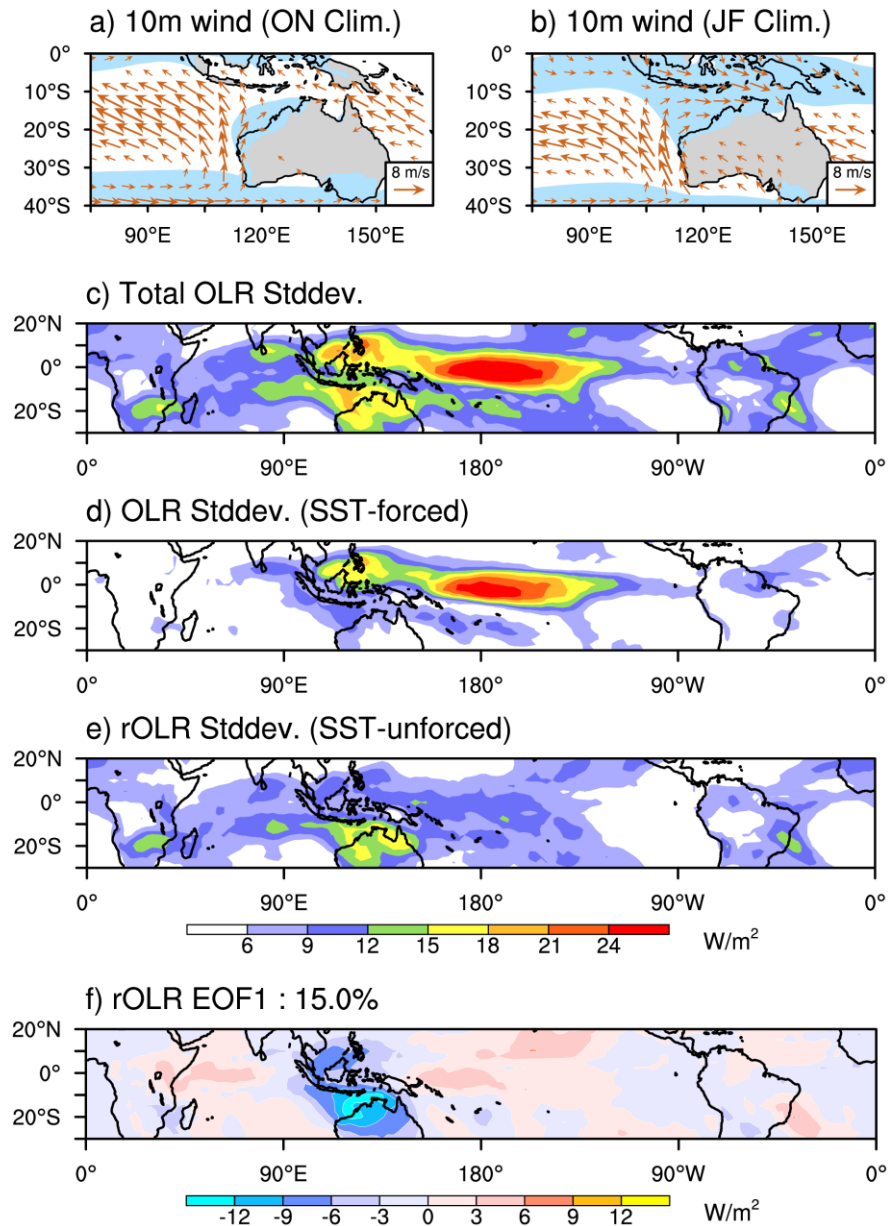 a) 10m wind (ON Clim.)
0°
10°S
20°S
30°S
40°S
8 m/s
90°E 120°E 150°E
b) 10m wind (JF Clim.)
0°
10°S
20°S
30°S
40°S
8 m/s
90°E 120°E 150°E
c) Total OLR Stddev.
20°N
0°
20°S
0° 90°E 180° 90°W 0°
d) OLR Stddev. (SST-forced)
20°N
0°
20°S
0° 90°E 180° 90°W 0°
e) rOLR Stddev. (SST-unforced)
20°N
0°
20°S
0° 90°E 180° 90°W 0°
6 9 12 15 18 21 24 W/m²
f) rOLR EOF1 : 15.0%
20°N
0°
20°S
0° 90°E 180° 90°W 0°
-12 -9 -6 -3 0 3 6 9 12 W/m²